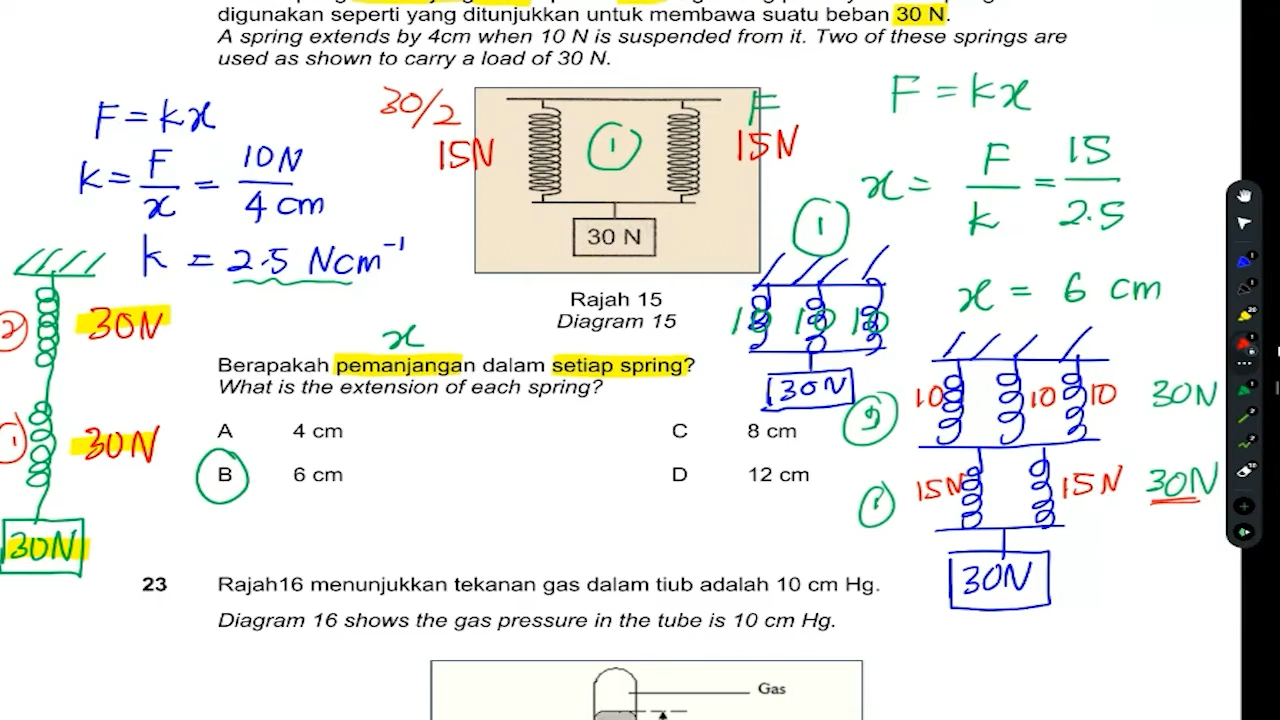 digunakan seperti yang ditunjukkan untuk membawa suatu beban 30 N.
A spring extends by 4cm when 10 N is suspended from it. Two of these springs are
used as shown to carry a load of 30 N.
F = kx
k = F/x = 10N/4 cm
k = 2.5 Ncm⁻¹
30/2
15N
1
F
15N
30 N
Rajah 15
Diagram 15
F = kx
x = F/k = 15/2.5
x = 6 cm
1
10 10 10
30N
2 30N
1 30N
30N
x
Berapakah pemanjangan dalam setiap spring?
What is the extension of each spring?
A 4 cm
B 6 cm
C 8 cm
D 12 cm
10 10 10 30N
1 15N 15N 30N
30N
23 Rajah16 menunjukkan tekanan gas dalam tiub adalah 10 cm Hg.
Diagram 16 shows the gas pressure in the tube is 10 cm Hg.
Gas